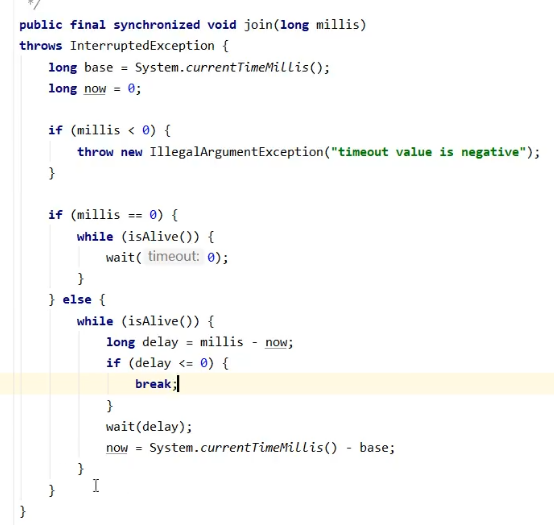 */
public final synchronized void join(long millis)
throws InterruptedException {
    long base = System.currentTimeMillis();
    long now = 0;

    if (millis < 0) {
        throw new IllegalArgumentException("timeout value is negative");
    }

    if (millis == 0) {
        while (isAlive()) {
            wait( timeout: 0);
        }
    } else {
        while (isAlive()) {
            long delay = millis - now;
            if (delay <= 0) {
                break;
            }
            wait(delay);
            now = System.currentTimeMillis() - base;
        }
    }
}